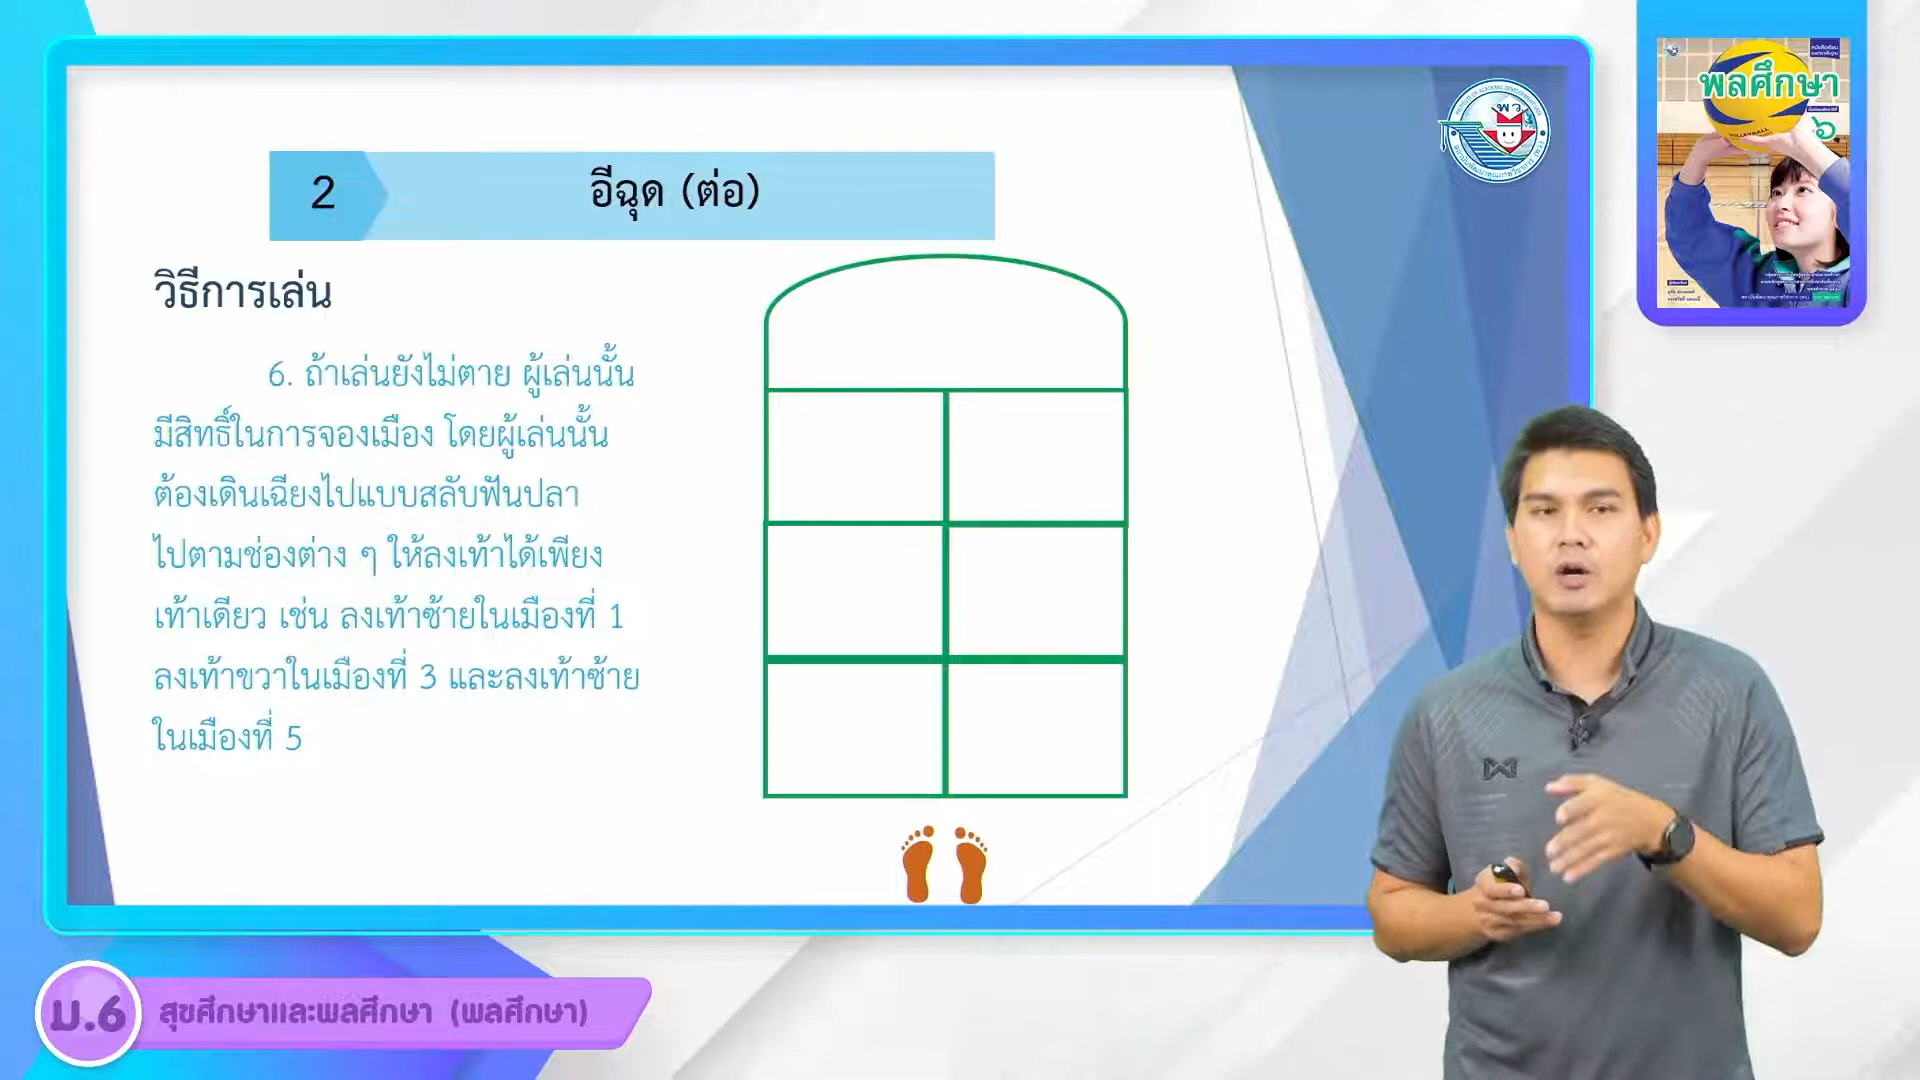 2
อีฉุด (ต่อ)
วิธีการเล่น
6. ถ้าเล่นยังไม่ตาย ผู้เล่นนั้น
มีสิทธิ์ในการจองเมือง โดยผู้เล่นนั้น
ต้องเดินเฉียงไปแบบสลับฟันปลา
ไปตามช่องต่าง ๆ ให้ลงเท้าได้เพียง
เท้าเดียว เช่น ลงเท้าซ้ายในเมืองที่ 1
ลงเท้าขวาในเมืองที่ 3 และลงเท้าซ้าย
ในเมืองที่ 5
พว.
พลศึกษา
๖
VOLLEYBALL
ม.6
สุขศึกษาและพลศึกษา (พลศึกษา)